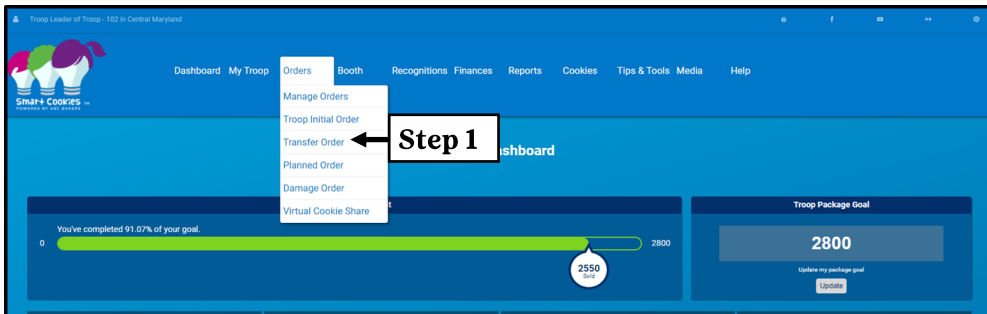 Troop Leader of Troop - 102 in Central Maryland
Smart Cookies TM
POWERED BY ABC BAKERS
Dashboard My Troop Orders Booth Recognitions Finances Reports Cookies Tips & Tools Media Help
Manage Orders
Troop Initial Order
Transfer Order
Step 1
Planned Order
Damage Order
Virtual Cookie Share
shboard
t
You've completed 91.07% of your goal.
0
2800
2550
Sold
Troop Package Goal
2800
Update my package goal
Update